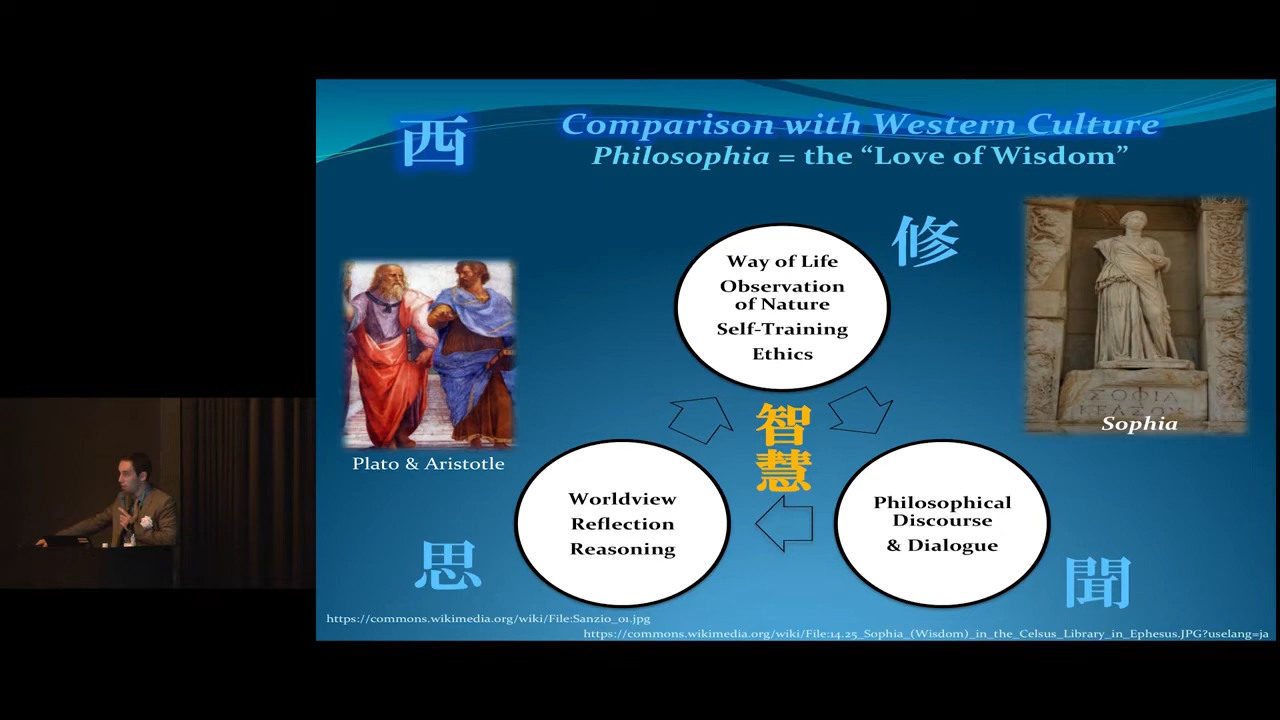 西
Comparison with Western Culture
Philosophia = the “Love of Wisdom”
修
Way of Life
Observation
of Nature
Self-Training
Ethics
智
慧
ΣΟΦΙΑ
Sophia
Plato & Aristotle
Worldview
Reflection
Reasoning
Philosophical
Discourse
& Dialogue
思
聞
https://commons.wikimedia.org/wiki/File:Sanzio_01.jpg
https://commons.wikimedia.org/wiki/File:14.25_Sophia_(Wisdom)_in_the_Celsus_Library_in_Ephesus.JPG?uselang=ja